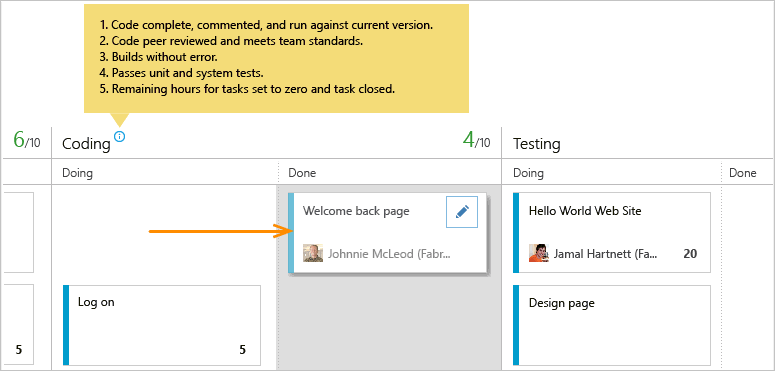 1. Code complete, commented, and run against current version.
2. Code peer reviewed and meets team standards.
3. Builds without error.
4. Passes unit and system tests.
5. Remaining hours for tasks set to zero and task closed.
6/10 Coding 4/10 Testing
Doing Done Doing Done
Welcome back page Hello World Web Site
Johnnie McLeod (Fabr... Jamal Hartnett (Fa... 20
Log on Design page
5 5